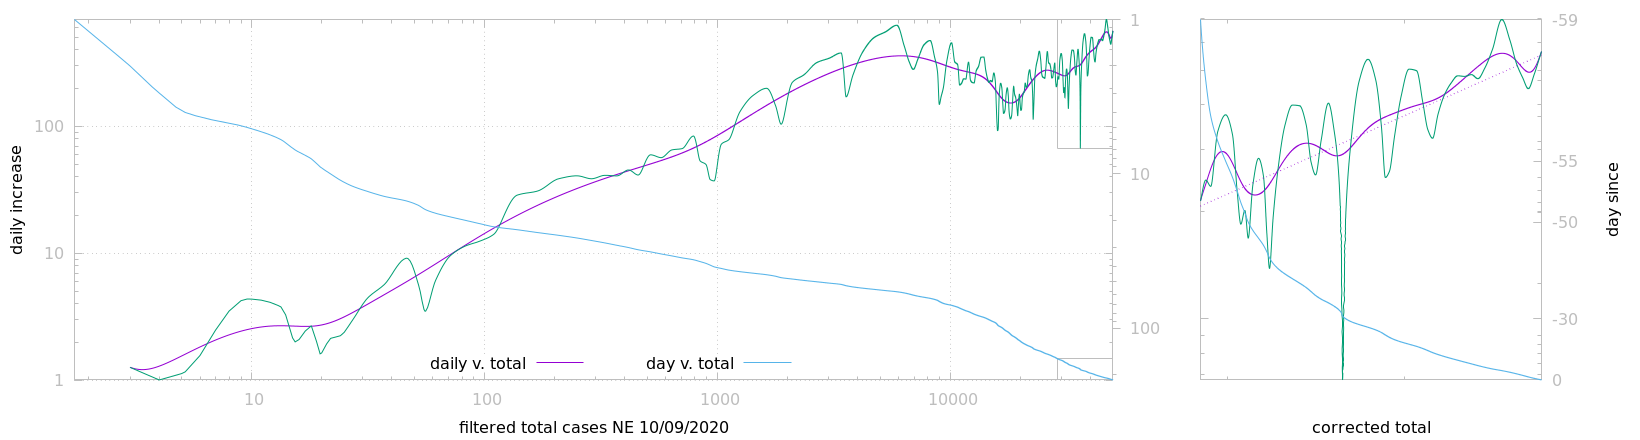 daily increase
100
10
1
10
100
1000
10000
1
10
100
daily v. total
day v. total
filtered total cases NE 10/09/2020
-59
-55
-50
-30
0
day since
corrected total